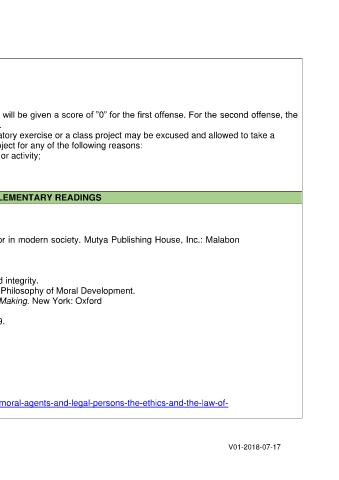 will be given a score of "0" for the first offense. For the second offense, the
.
atory exercise or a class project may be excused and allowed to take a
ject for any of the following reasons:
or activity;
LEMENTARY READINGS
or in modern society. Mutya Publishing House, Inc.: Malabon
d integrity.
Philosophy of Moral Development.
Making. New York: Oxford
9.
moral-agents-and-legal-persons-the-ethics-and-the-law-of-
V01-2018-07-17